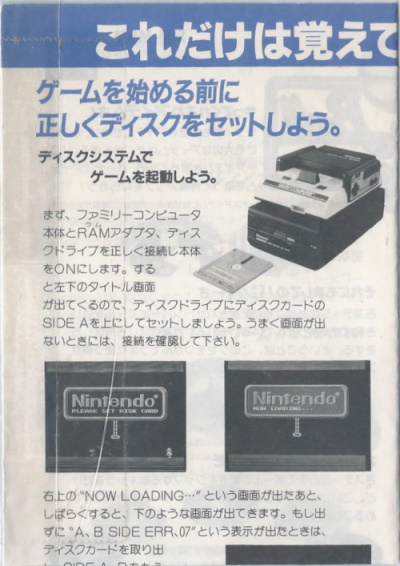 これだけは覚えて
ゲームを始める前に
正しくディスクをセットしよう。
ディスクシステムで
ゲームを起動しよう。
まず、ファミリーコンピュータ
本体とRAMアダプタ、ディス
クドライブを正しく接続し本体
をONにします。する
と左下のタイトル画面
が出てくるので、ディスクドライブにディスクカードの
SIDE Aを上にしてセットしましょう。うまく画面が出
ないときには、接続を確認して下さい。
Nintendo®
PLEASE SET DISK CARD
Nintendo®
NOW LOADING...
右上の“NOW LOADING…”という画面が出たあと、
しばらくすると、下のような画面が出てきます。もし出
ずに“A、B SIDE ERR、07”という表示が出たときは、
ディスクカードを取り出